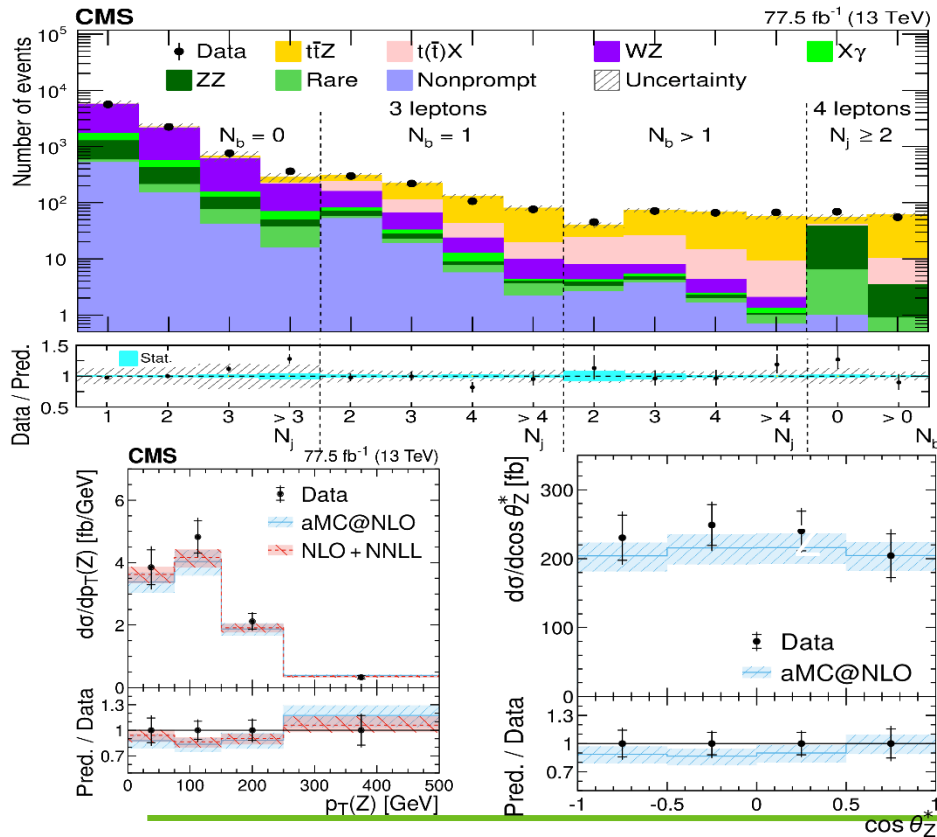 CMS 77.5 fb⁻¹ (13 TeV)
Number of events
10⁵
10⁴
10³
10²
10
1
Data tt̄Z t(t̄)X WZ Xγ
ZZ Rare Nonprompt Uncertainty
3 leptons 4 leptons
N_b = 0 N_b = 1 N_b > 1 N_j ≥ 2
Data / Pred.
1.5
1
0.5
Stat.
1 2 3 > 3 2 3 4 > 4 2 3 4 > 4 0 > 0
N_j N_j N_j N_b
CMS 77.5 fb⁻¹ (13 TeV)
dσ/dp_T(Z) [fb/GeV]
6
4
2
0
Data
aMC@NLO
NLO + NNLL
Pred. / Data
1.3
1
0.7
0 100 200 300 400 500
p_T(Z) [GeV]
dσ/dcos θ*_Z [fb]
300
200
100
0
Data
aMC@NLO
Pred. / Data
1.3
1
0.7
-1 -0.5 0 0.5 1
cos θ*_Z